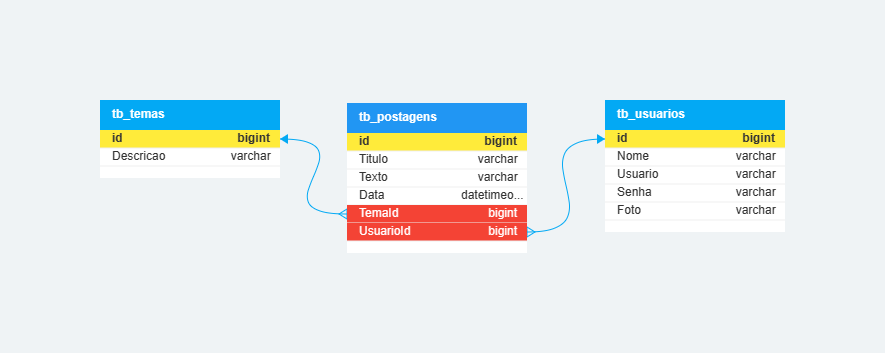 tb_temas
id bigint
Descricao varchar
tb_postagens
id bigint
Titulo varchar
Texto varchar
Data datetimeo...
TemaId bigint
UsuarioId bigint
tb_usuarios
id bigint
Nome varchar
Usuario varchar
Senha varchar
Foto varchar